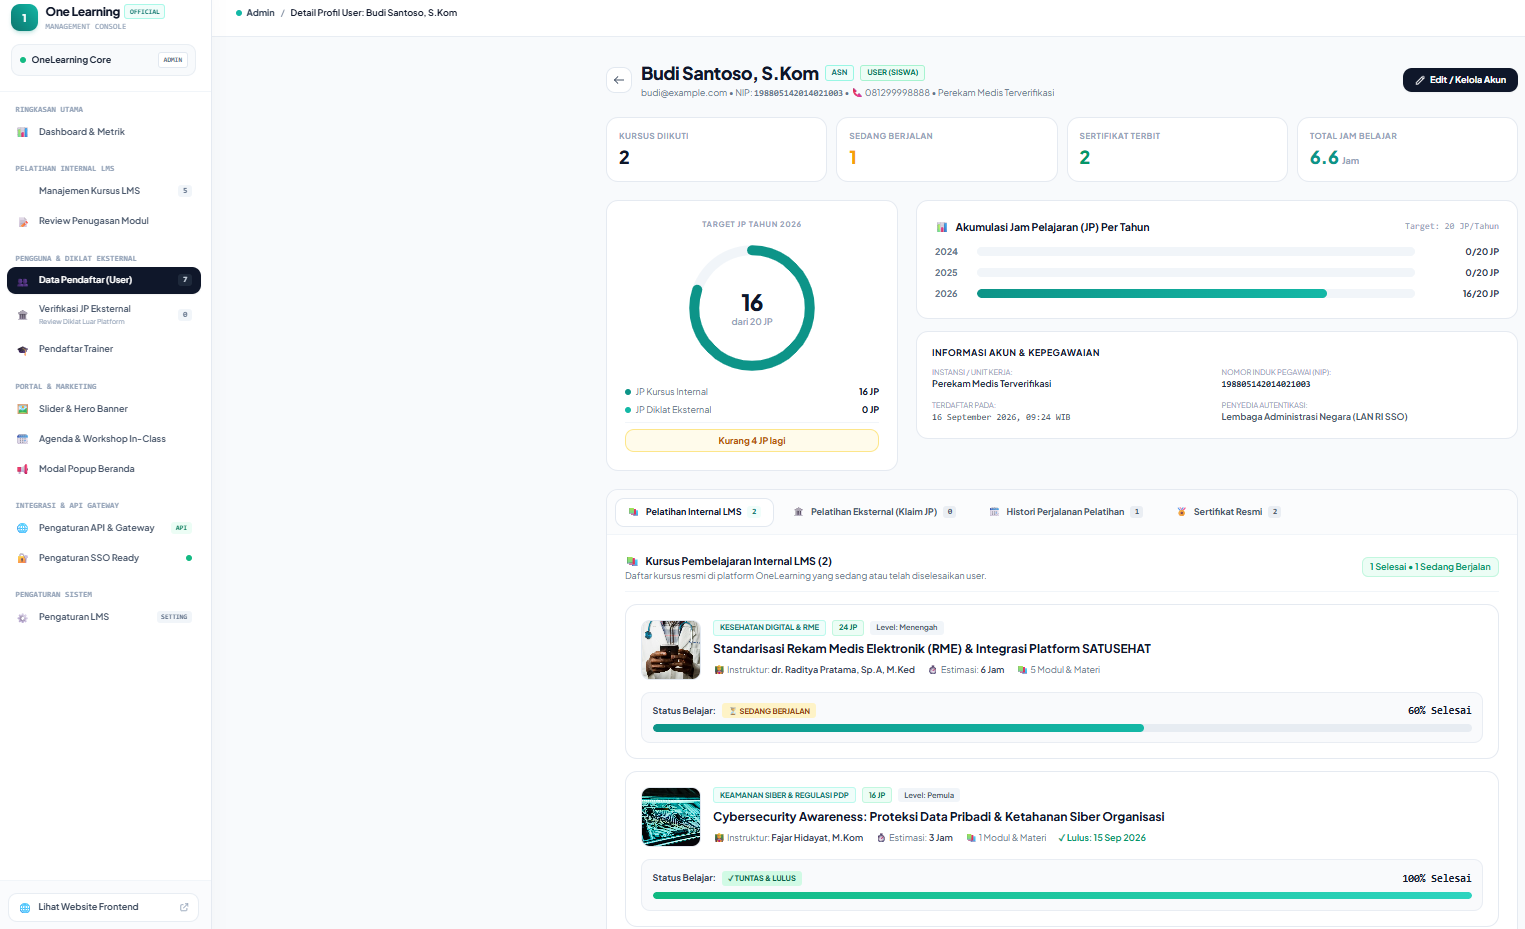 1
One Learning OFFICIAL
MANAGEMENT CONSOLE
OneLearning Core ADMIN
RINGKASAN UTAMA
Dashboard & Metrik
PELATIHAN INTERNAL LMS
Manajemen Kursus LMS 5
Review Penugasan Modul
PENGGUNA & DIKLAT EKSTERNAL
Data Pendaftar (User) 7
Verifikasi JP Eksternal 0
Review Diklat Luar Platform
Pendaftar Trainer
PORTAL & MARKETING
Slider & Hero Banner
Agenda & Workshop In-Class
Modal Popup Beranda
INTEGRASI & API GATEWAY
Pengaturan API & Gateway API
Pengaturan SSO Ready
PENGATURAN SISTEM
Pengaturan LMS SETTING
Lihat Website Frontend
Admin / Detail Profil User: Budi Santoso, S.Kom
Budi Santoso, S.Kom ASN USER (SISWA)
budi@example.com • NIP: 198805142014021003 • 📞 081299998888 • Perekam Medis Terverifikasi
Edit / Kelola Akun
KURSUS DIIKUTI
2
SEDANG BERJALAN
1
SERTIFIKAT TERBIT
2
TOTAL JAM BELAJAR
6.6 Jam
TARGET JP TAHUN 2026
16
dari 20 JP
JP Kursus Internal 16 JP
JP Diklat Eksternal 0 JP
Kurang 4 JP lagi
Akumulasi Jam Pelajaran (JP) Per Tahun Target: 20 JP/Tahun
2024 0/20 JP
2025 0/20 JP
2026 16/20 JP
INFORMASI AKUN & KEPEGAWAIAN
INSTANSI / UNIT KERJA:
Perekam Medis Terverifikasi
NOMOR INDUK PEGAWAI (NIP):
198805142014021003
TERDAFTAR PADA:
16 September 2026, 09:24 WIB
PENYEDIA AUTENTIKASI:
Lembaga Administrasi Negara (LAN RI SSO)
Pelatihan Internal LMS 2 Pelatihan Eksternal (Klaim JP) 0 Histori Perjalanan Pelatihan 1 Sertifikat Resmi 2
Kursus Pembelajaran Internal LMS (2)
Daftar kursus resmi di platform OneLearning yang sedang atau telah diselesaikan user.
1 Selesai • 1 Sedang Berjalan
KESEHATAN DIGITAL & RME 24 JP Level: Menengah
Standarisasi Rekam Medis Elektronik (RME) & Integrasi Platform SATUSEHAT
Instruktur: dr. Raditya Pratama, Sp.A, M.Ked Estimasi: 6 Jam 5 Modul & Materi
Status Belajar: ⏳ SEDANG BERJALAN 60% Selesai
KEAMANAN SIBER & REGULASI PDP 16 JP Level: Pemula
Cybersecurity Awareness: Proteksi Data Pribadi & Ketahanan Siber Organisasi
Instruktur: Fajar Hidayat, M.Kom Estimasi: 3 Jam 1 Modul & Materi ✓ Lulus: 15 Sep 2026
Status Belajar: ✓ TUNTAS & LULUS 100% Selesai